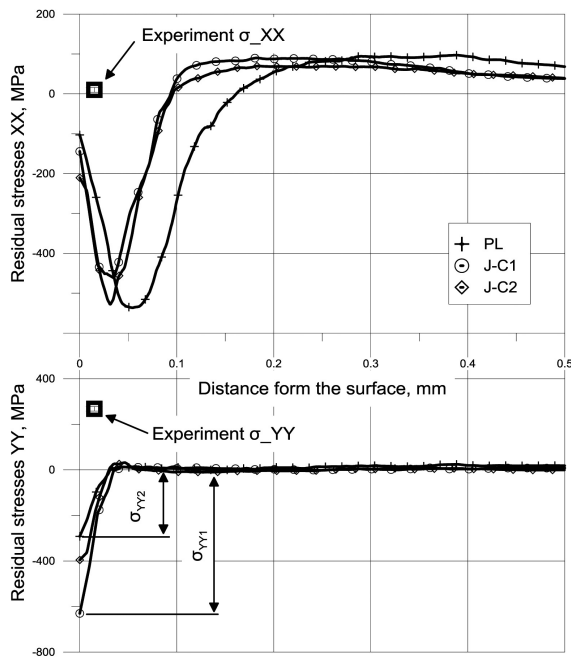 200
0
-200
-400
Residual stresses XX, MPa
Experiment σ_XX
PL
J-C1
J-C2
0 0.1 0.2 0.3 0.4 0.5
Distance form the surface, mm
400
0
-400
-800
Residual stresses YY, MPa
Experiment σ_YY
σYY2
σYY1